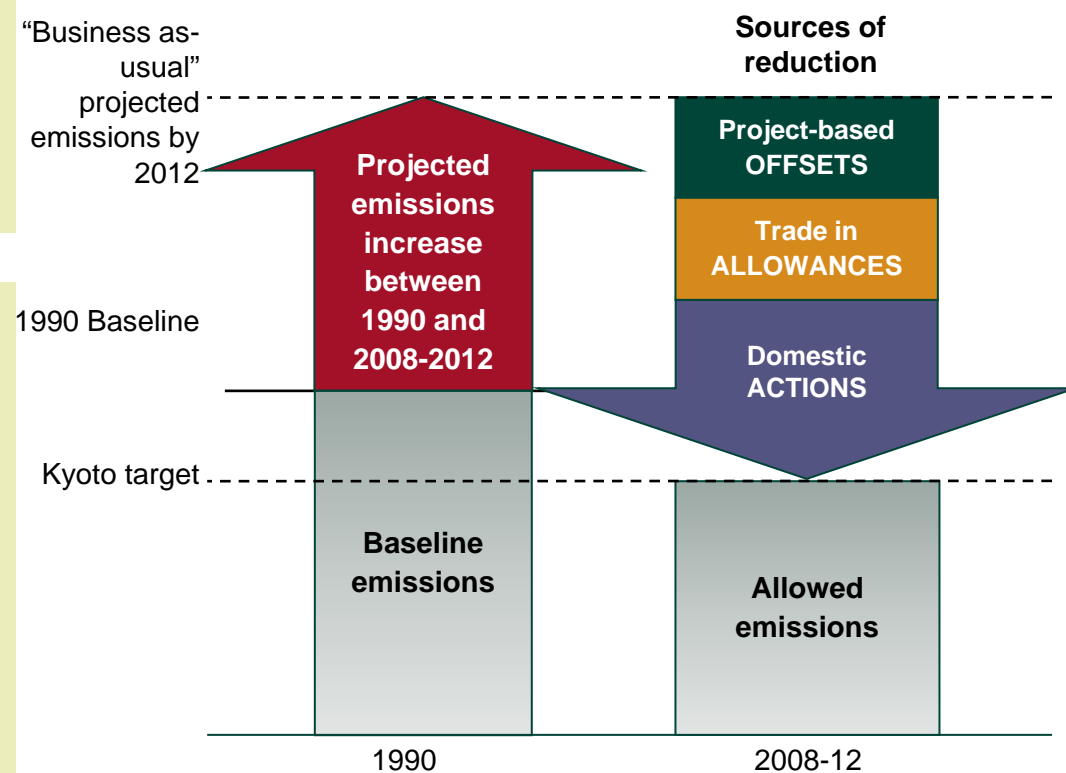 “Business as-
usual”
projected
emissions by
2012
Sources of
reduction
Projected
emissions
increase
between
1990 and
2008-2012
Project-based
OFFSETS
Trade in
ALLOWANCES
1990 Baseline
Domestic
ACTIONS
Kyoto target
Baseline
emissions
Allowed
emissions
1990
2008-12